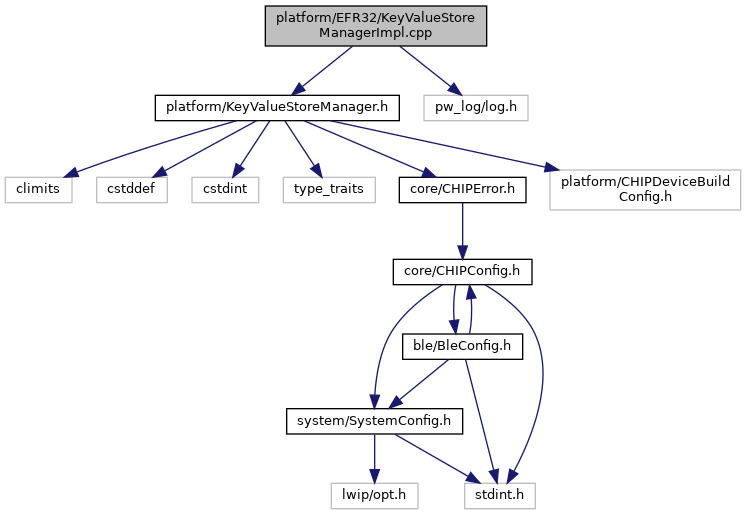 platform/EFR32/KeyValueStore
ManagerImpl.cpp
platform/KeyValueStoreManager.h
pw_log/log.h
climits
cstddef
cstdint
type_traits
core/CHIPError.h
platform/CHIPDeviceBuild
Config.h
core/CHIPConfig.h
ble/BleConfig.h
system/SystemConfig.h
lwip/opt.h
stdint.h